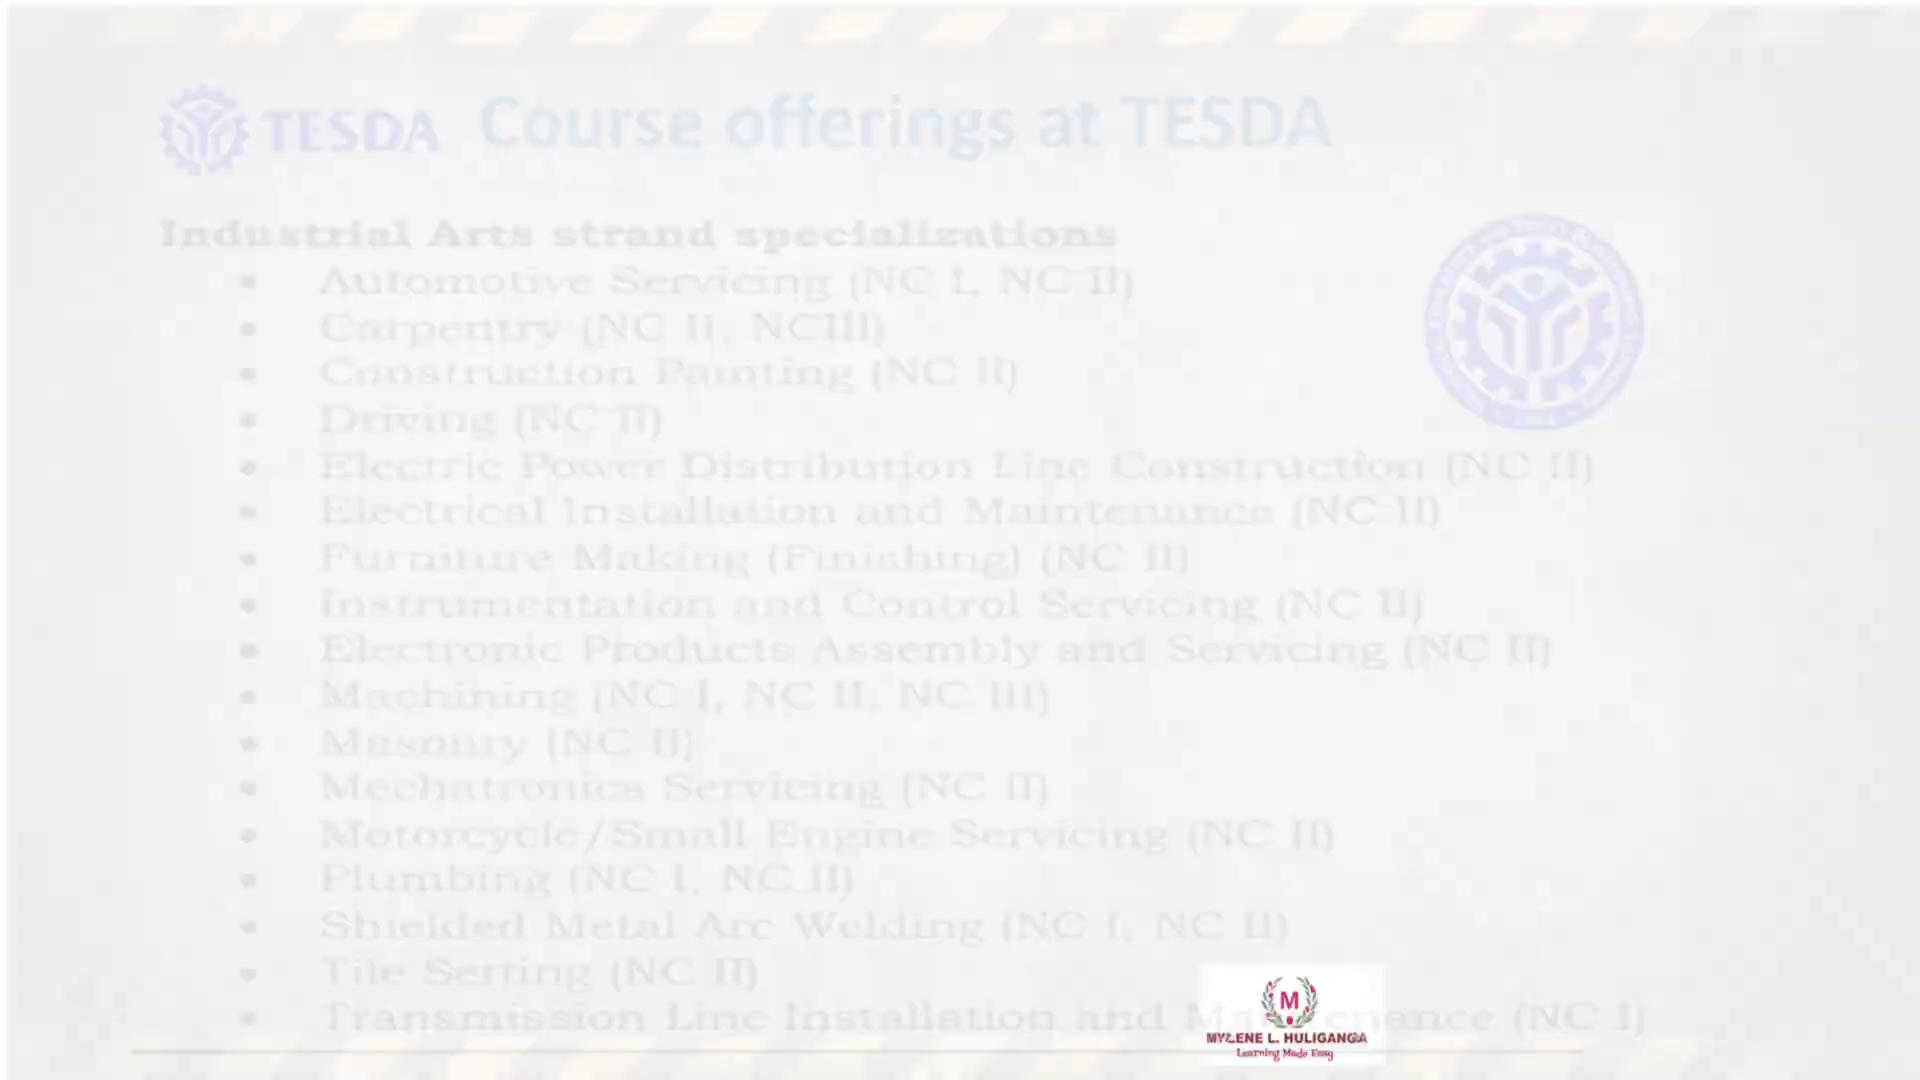 TESDA Course offerings at TESDA
Industrial Arts strand specializations
• Automotive Servicing (NC I, NC II)
• Carpentry (NC II, NCIII)
• Construction Painting (NC II)
• Driving (NC II)
• Electric Power Distribution Line Construction (NC II)
• Electrical Installation and Maintenance (NC II)
• Furniture Making (Finishing) (NC II)
• Instrumentation and Control Servicing (NC II)
• Electronic Products Assembly and Servicing (NC II)
• Machining (NC I, NC II, NC III)
• Masonry (NC II)
• Mechatronics Servicing (NC II)
• Motorcycle/Small Engine Servicing (NC II)
• Plumbing (NC I, NC II)
• Shielded Metal Arc Welding (NC I, NC II)
• Tile Setting (NC II)
• Transmission Line Installation and Maintenance (NC I)
M
MYLENE L. HULIGANGA
Learning Made Easy